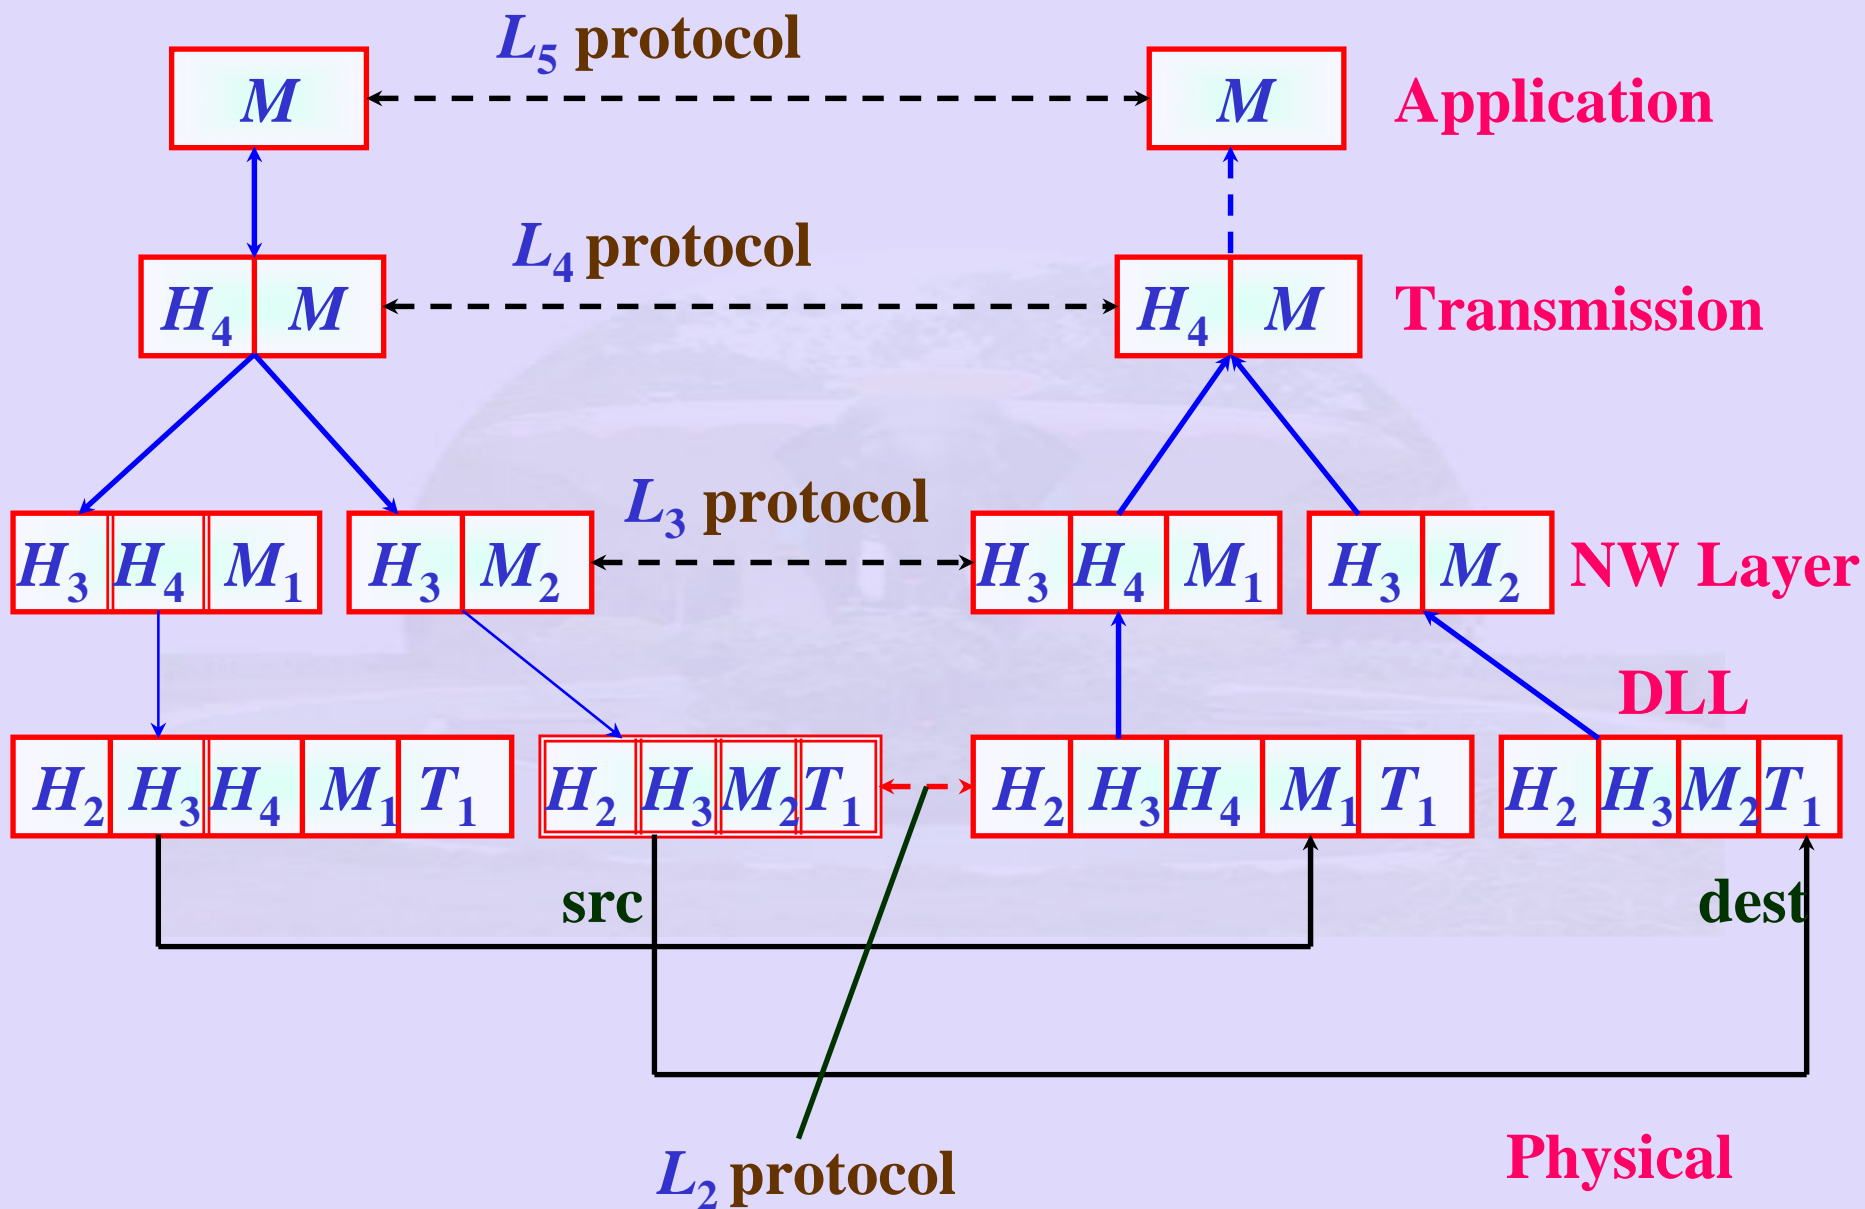 L₅ protocol
M M Application
L₄ protocol
H₄ M H₄ M Transmission
L₃ protocol
H₃ H₄ M₁ H₃ M₂ H₃ H₄ M₁ H₃ M₂ NW Layer
DLL
H₂ H₃ H₄ M₁ T₁ H₂ H₃ M₂ T₁ H₂ H₃ H₄ M₁ T₁ H₂ H₃ M₂ T₁
src dest
L₂ protocol Physical